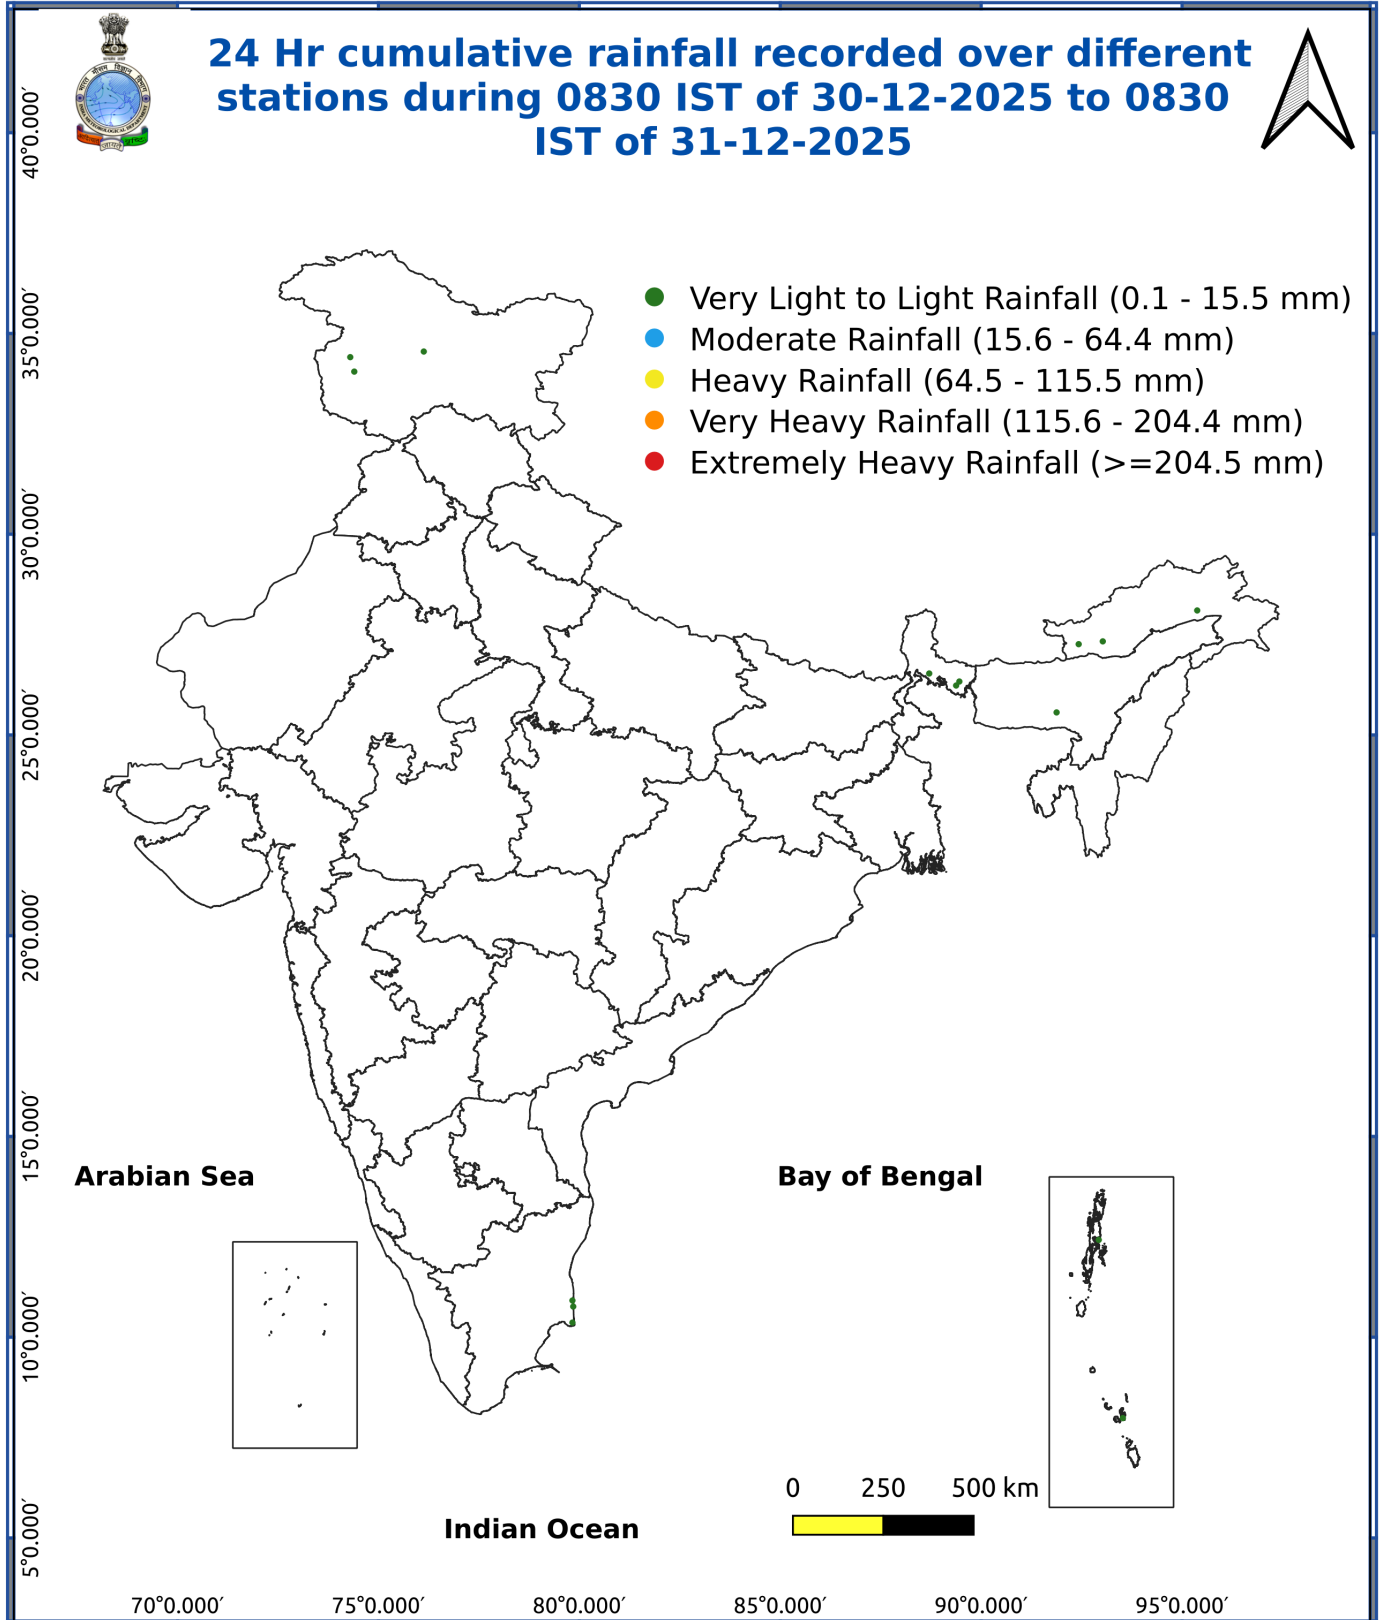 24 Hr cumulative rainfall recorded over different
stations during 0830 IST of 30-12-2025 to 0830
IST of 31-12-2025
Very Light to Light Rainfall (0.1 - 15.5 mm)
Moderate Rainfall (15.6 - 64.4 mm)
Heavy Rainfall (64.5 - 115.5 mm)
Very Heavy Rainfall (115.6 - 204.4 mm)
Extremely Heavy Rainfall (>=204.5 mm)
40°0.000′
35°0.000′
30°0.000′
25°0.000′
20°0.000′
15°0.000′
10°0.000′
5°0.000′
Arabian Sea
Bay of Bengal
Indian Ocean
0 250 500 km
70°0.000′ 75°0.000′ 80°0.000′ 85°0.000′ 90°0.000′ 95°0.000′